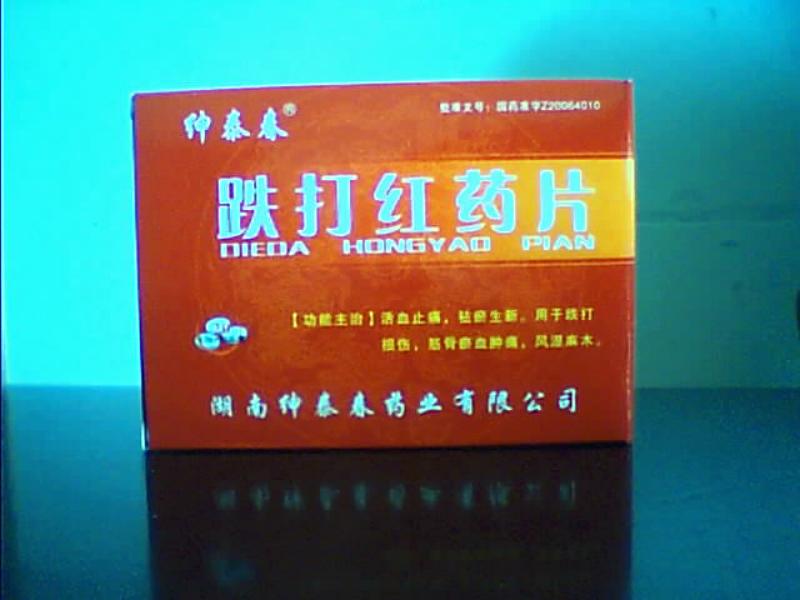 绅泰春®
批准文号：国药准字Z20064010
跌打红药片
DIEDA HONGYAO PIAN
【功能主治】活血止痛，祛瘀生新。用于跌打
损伤，筋骨瘀血肿痛，风湿麻木。
湖南绅泰春药业有限公司